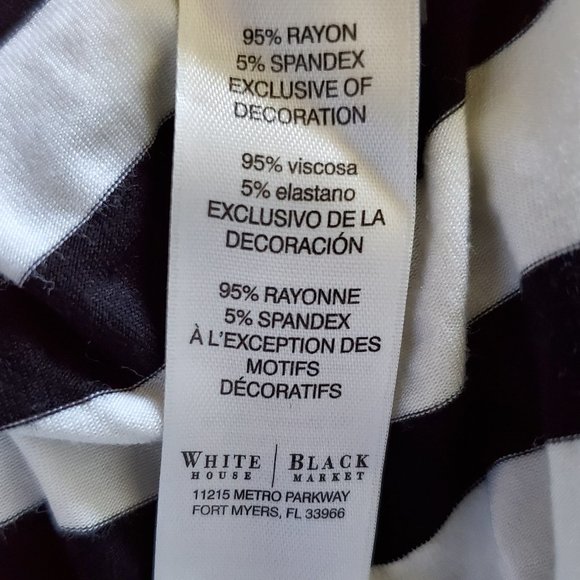 95% RAYON
5% SPANDEX
EXCLUSIVE OF
DECORATION
95% viscosa
5% elastano
EXCLUSIVO DE LA
DECORACIÓN
95% RAYONNE
5% SPANDEX
À L'EXCEPTION DES
MOTIFS
DÉCORATIFS
WHITE | BLACK
HOUSE | MARKET
11215 METRO PARKWAY
FORT MYERS, FL 33966